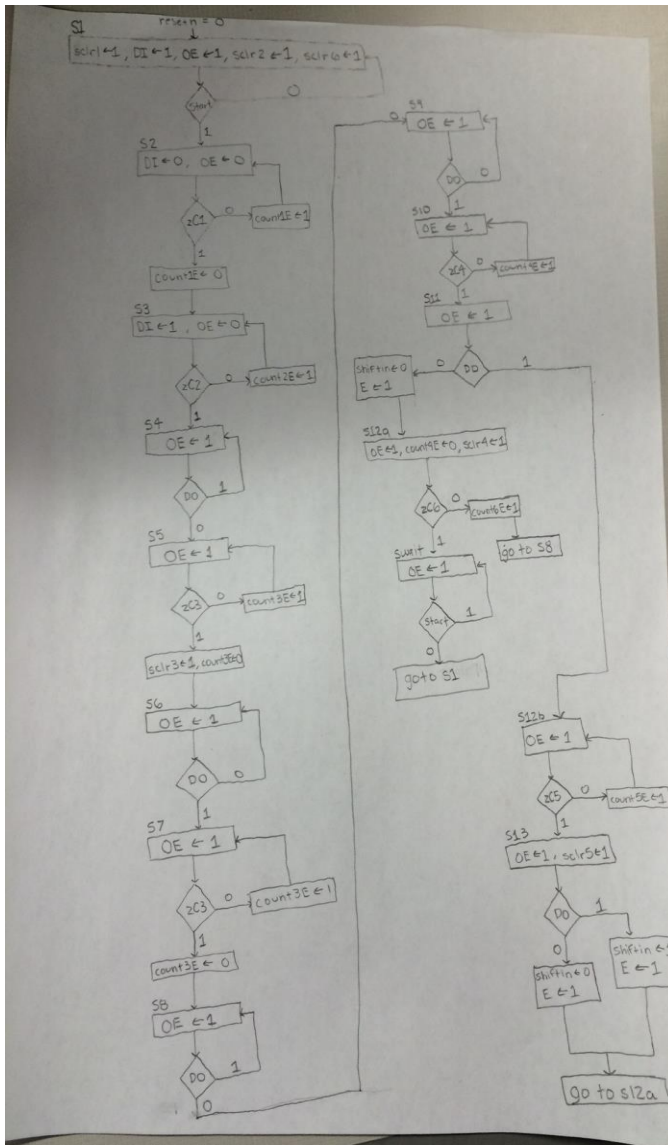 resetn = 0
S1
sclr1←1, DI←1, OE←1, sclr2←1, sclr6←1
start
0
1
S2
DI←0, OE←0
zC1
0
count1E←1
1
count1E←0
S3
DI←1, OE←0
zC2
0
count2E←1
1
S4
OE←1
DO
1
0
S5
OE←1
zC3
0
count3E←1
1
sclr3←1, count3E←0
S6
OE←1
DO
0
1
S7
OE←1
zC3
0
count3E←1
1
count3E←0
S8
OE←1
DO
1
0
S9
0
OE←1
DO
0
1
S10
OE←1
zC4
0
count4E←1
1
S11
OE←1
DO
0
1
shiftin←0
E←1
S12a
OE←1, count4E←0, sclr4←1
zC6
0
count6E←1
go to S8
1
Swait
OE←1
start
1
0
go to S1
S12b
OE←1
zC5
0
count5E←1
1
S13
OE←1, sclr5←1
DO
1
0
shiftin←0
E←1
shiftin←1
E←1
go to S12a